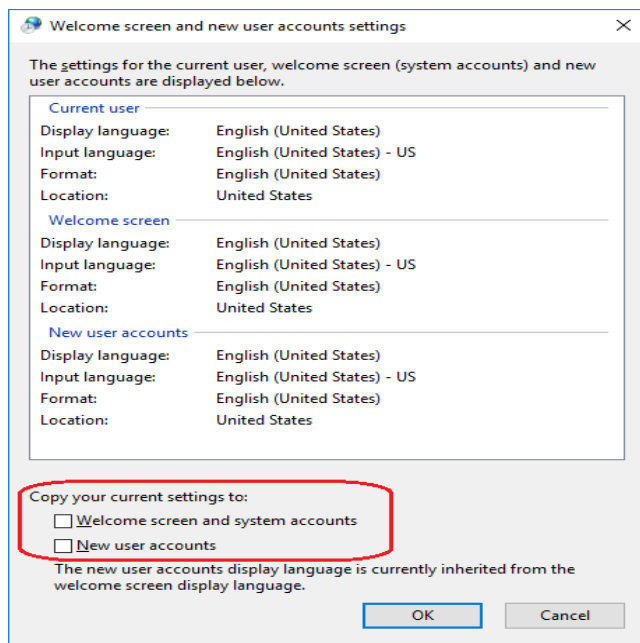 Welcome screen and new user accounts settings
The settings for the current user, welcome screen (system accounts) and new
user accounts are displayed below.
Current user
Display language: English (United States)
Input language: English (United States) - US
Format: English (United States)
Location: United States
Welcome screen
Display language: English (United States)
Input language: English (United States) - US
Format: English (United States)
Location: United States
New user accounts
Display language: English (United States)
Input language: English (United States) - US
Format: English (United States)
Location: United States
Copy your current settings to:
Welcome screen and system accounts
New user accounts
The new user accounts display language is currently inherited from the
welcome screen display language.
OK Cancel